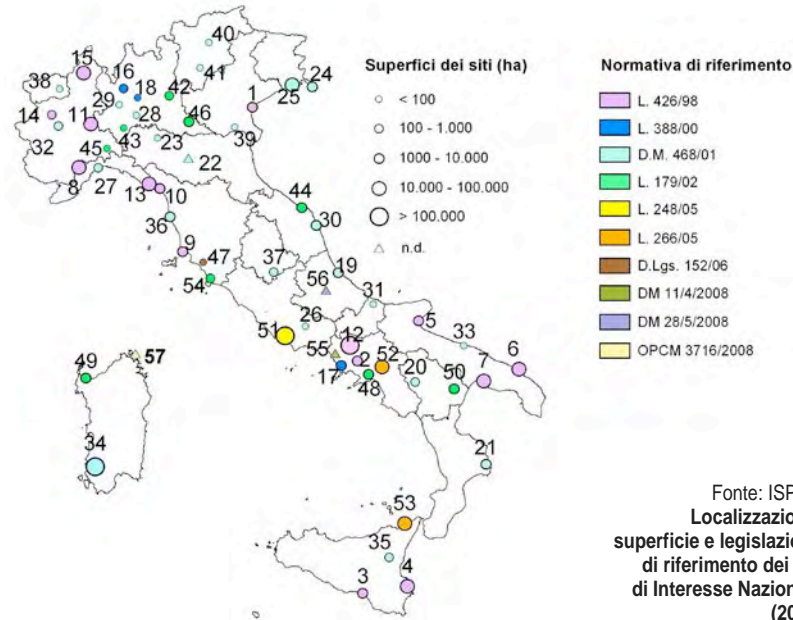 40
15
16
41
24
38
18
42
25
29
1
14
28
46
11
43
23
39
32
45
22
8
27
13
10
44
36
30
9
47
37
19
54
56
31
26
51
12
5
55
33
57
2
52
6
49
17
20
50
7
48
34
21
53
35
3
4
Superfici dei siti (ha)
< 100
100 - 1.000
1000 - 10.000
10.000 - 100.000
> 100.000
n.d.
Normativa di riferimento
L. 426/98
L. 388/00
D.M. 468/01
L. 179/02
L. 248/05
L. 266/05
D.Lgs. 152/06
DM 11/4/2008
DM 28/5/2008
OPCM 3716/2008
Fonte: ISP
Localizzazio
superficie e legislazio
di riferimento dei
di Interesse Nazion
(20